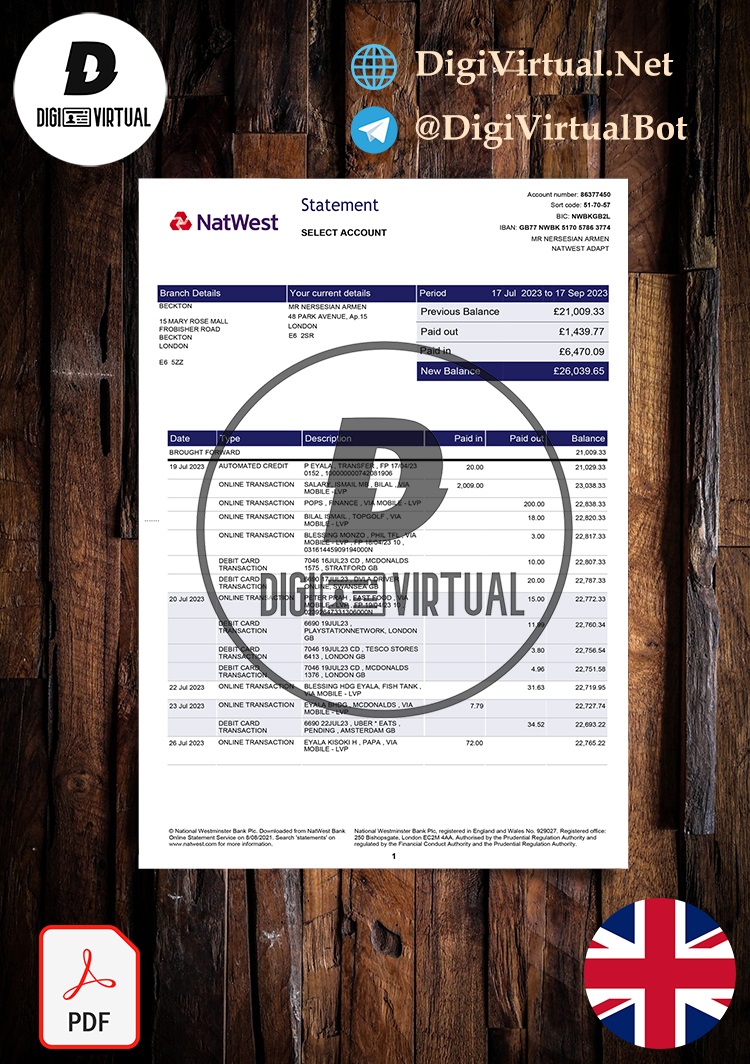 D
DIGI VIRTUAL
DigiVirtual.Net
@DigiVirtualBot
NatWest
Statement
SELECT ACCOUNT
Account number: 86377450
Sort code: 51-70-57
BIC: NWBKGB2L
IBAN: GB77 NWBK 5170 5786 3774
MR NERSESIAN ARMEN
NATWEST ADAPT
Branch Details Your current details Period 17 Jul 2023 to 17 Sep 2023
BECKTON
15 MARY ROSE MALL
FROBISHER ROAD
BECKTON
LONDON
E6 5ZZ
MR NERSESIAN ARMEN
48 PARK AVENUE, Ap.15
LONDON
E6 2SR
Previous Balance £21,009.33
Paid out £1,439.77
Paid in £6,470.09
New Balance £26,039.65
Date Type Description Paid in Paid out Balance
BROUGHT FORWARD 21,009.33
19 Jul 2023 AUTOMATED CREDIT P EYALA , TRANSFER , FP 17/04/23 20.00 21,029.33
0152 , 100000000742081906
ONLINE TRANSACTION SALARY, ISMAIL MB , BILAL , VIA 2,009.00 23,038.33
MOBILE -LVP
ONLINE TRANSACTION POPS , FINANCE , VIA MOBILE - LVP 200.00 22,838.33
ONLINE TRANSACTION BILAL ISMAIL , TOPGOLF , VIA 18.00 22,820.33
MOBILE - LVP
ONLINE TRANSACTION BLESSING MONZO , PHIL TFL , VIA 3.00 22,817.33
MOBILE - LVP , FP 18/04/23 10 ,
03161445909194000N
DEBIT CARD 7046 16JUL23 CD , MCDONALDS 10.00 22,807.33
TRANSACTION 1575 , STRATFORD GB
DEBIT CARD 6690 17JUL23 , DVLA DRIVER 20.00 22,787.33
TRANSACTION ONLINE, SWANSEA GB
20 Jul 2023 ONLINE TRANSACTION PETER PRAH , FAST FOOD , VIA 15.00 22,772.33
MOBILE - LVP , FP 19/04/23 10 ,
DEBIT CARD 6690 19JUL23 , 11.99 22,760.34
TRANSACTION PLAYSTATIONNETWORK, LONDON
GB
DEBIT CARD 7046 19JUL23 CD , TESCO STORES 3.80 22,756.54
TRANSACTION 6413 , LONDON GB
DEBIT CARD 7046 19JUL23 CD , MCDONALDS 4.96 22,751.58
TRANSACTION 1376 , LONDON GB
22 Jul 2023 ONLINE TRANSACTION BLESSING HDG EYALA, FISH TANK , 31.63 22,719.95
VIA MOBILE - LVP
23 Jul 2023 ONLINE TRANSACTION EYALA BHDG , MCDONALDS , VIA 7.79 22,727.74
MOBILE - LVP
DEBIT CARD 6690 22JUL23 , UBER * EATS , 34.52 22,693.22
TRANSACTION PENDING , AMSTERDAM GB
26 Jul 2023 ONLINE TRANSACTION EYALA KISOKI H , PAPA , VIA 72.00 22,765.22
MOBILE - LVP
D
DIGI VIRTUAL
© National Westminster Bank Plc. Downloaded from NatWest Bank
Online Statement Service on 8/08/2021. Search 'statements' on
www.natwest.com for more information.
National Westminster Bank Plc, registered in England and Wales No. 929027. Registered office:
250 Bishopsgate, London EC2M 4AA. Authorised by the Prudential Regulation Authority and
regulated by the Financial Conduct Authority and the Prudential Regulation Authority.
1
PDF